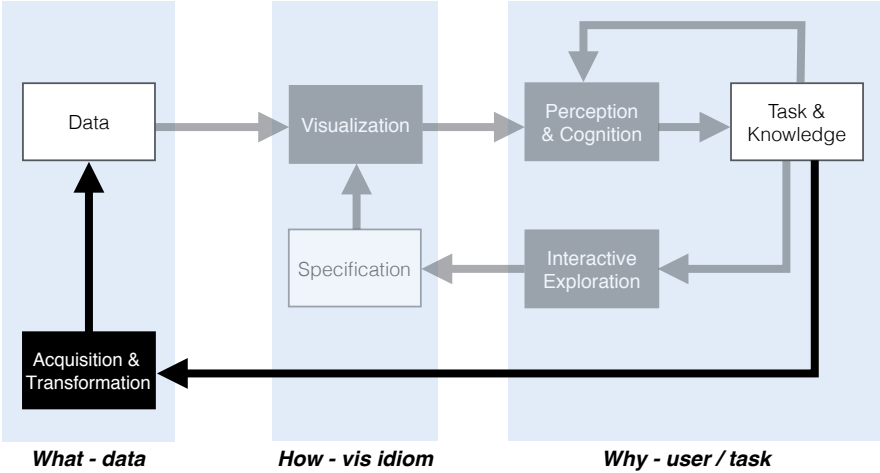 Data
Visualization
Perception
& Cognition
Task &
Knowledge
Specification
Interactive
Exploration
Acquisition &
Transformation
What - data
How - vis idiom
Why - user / task